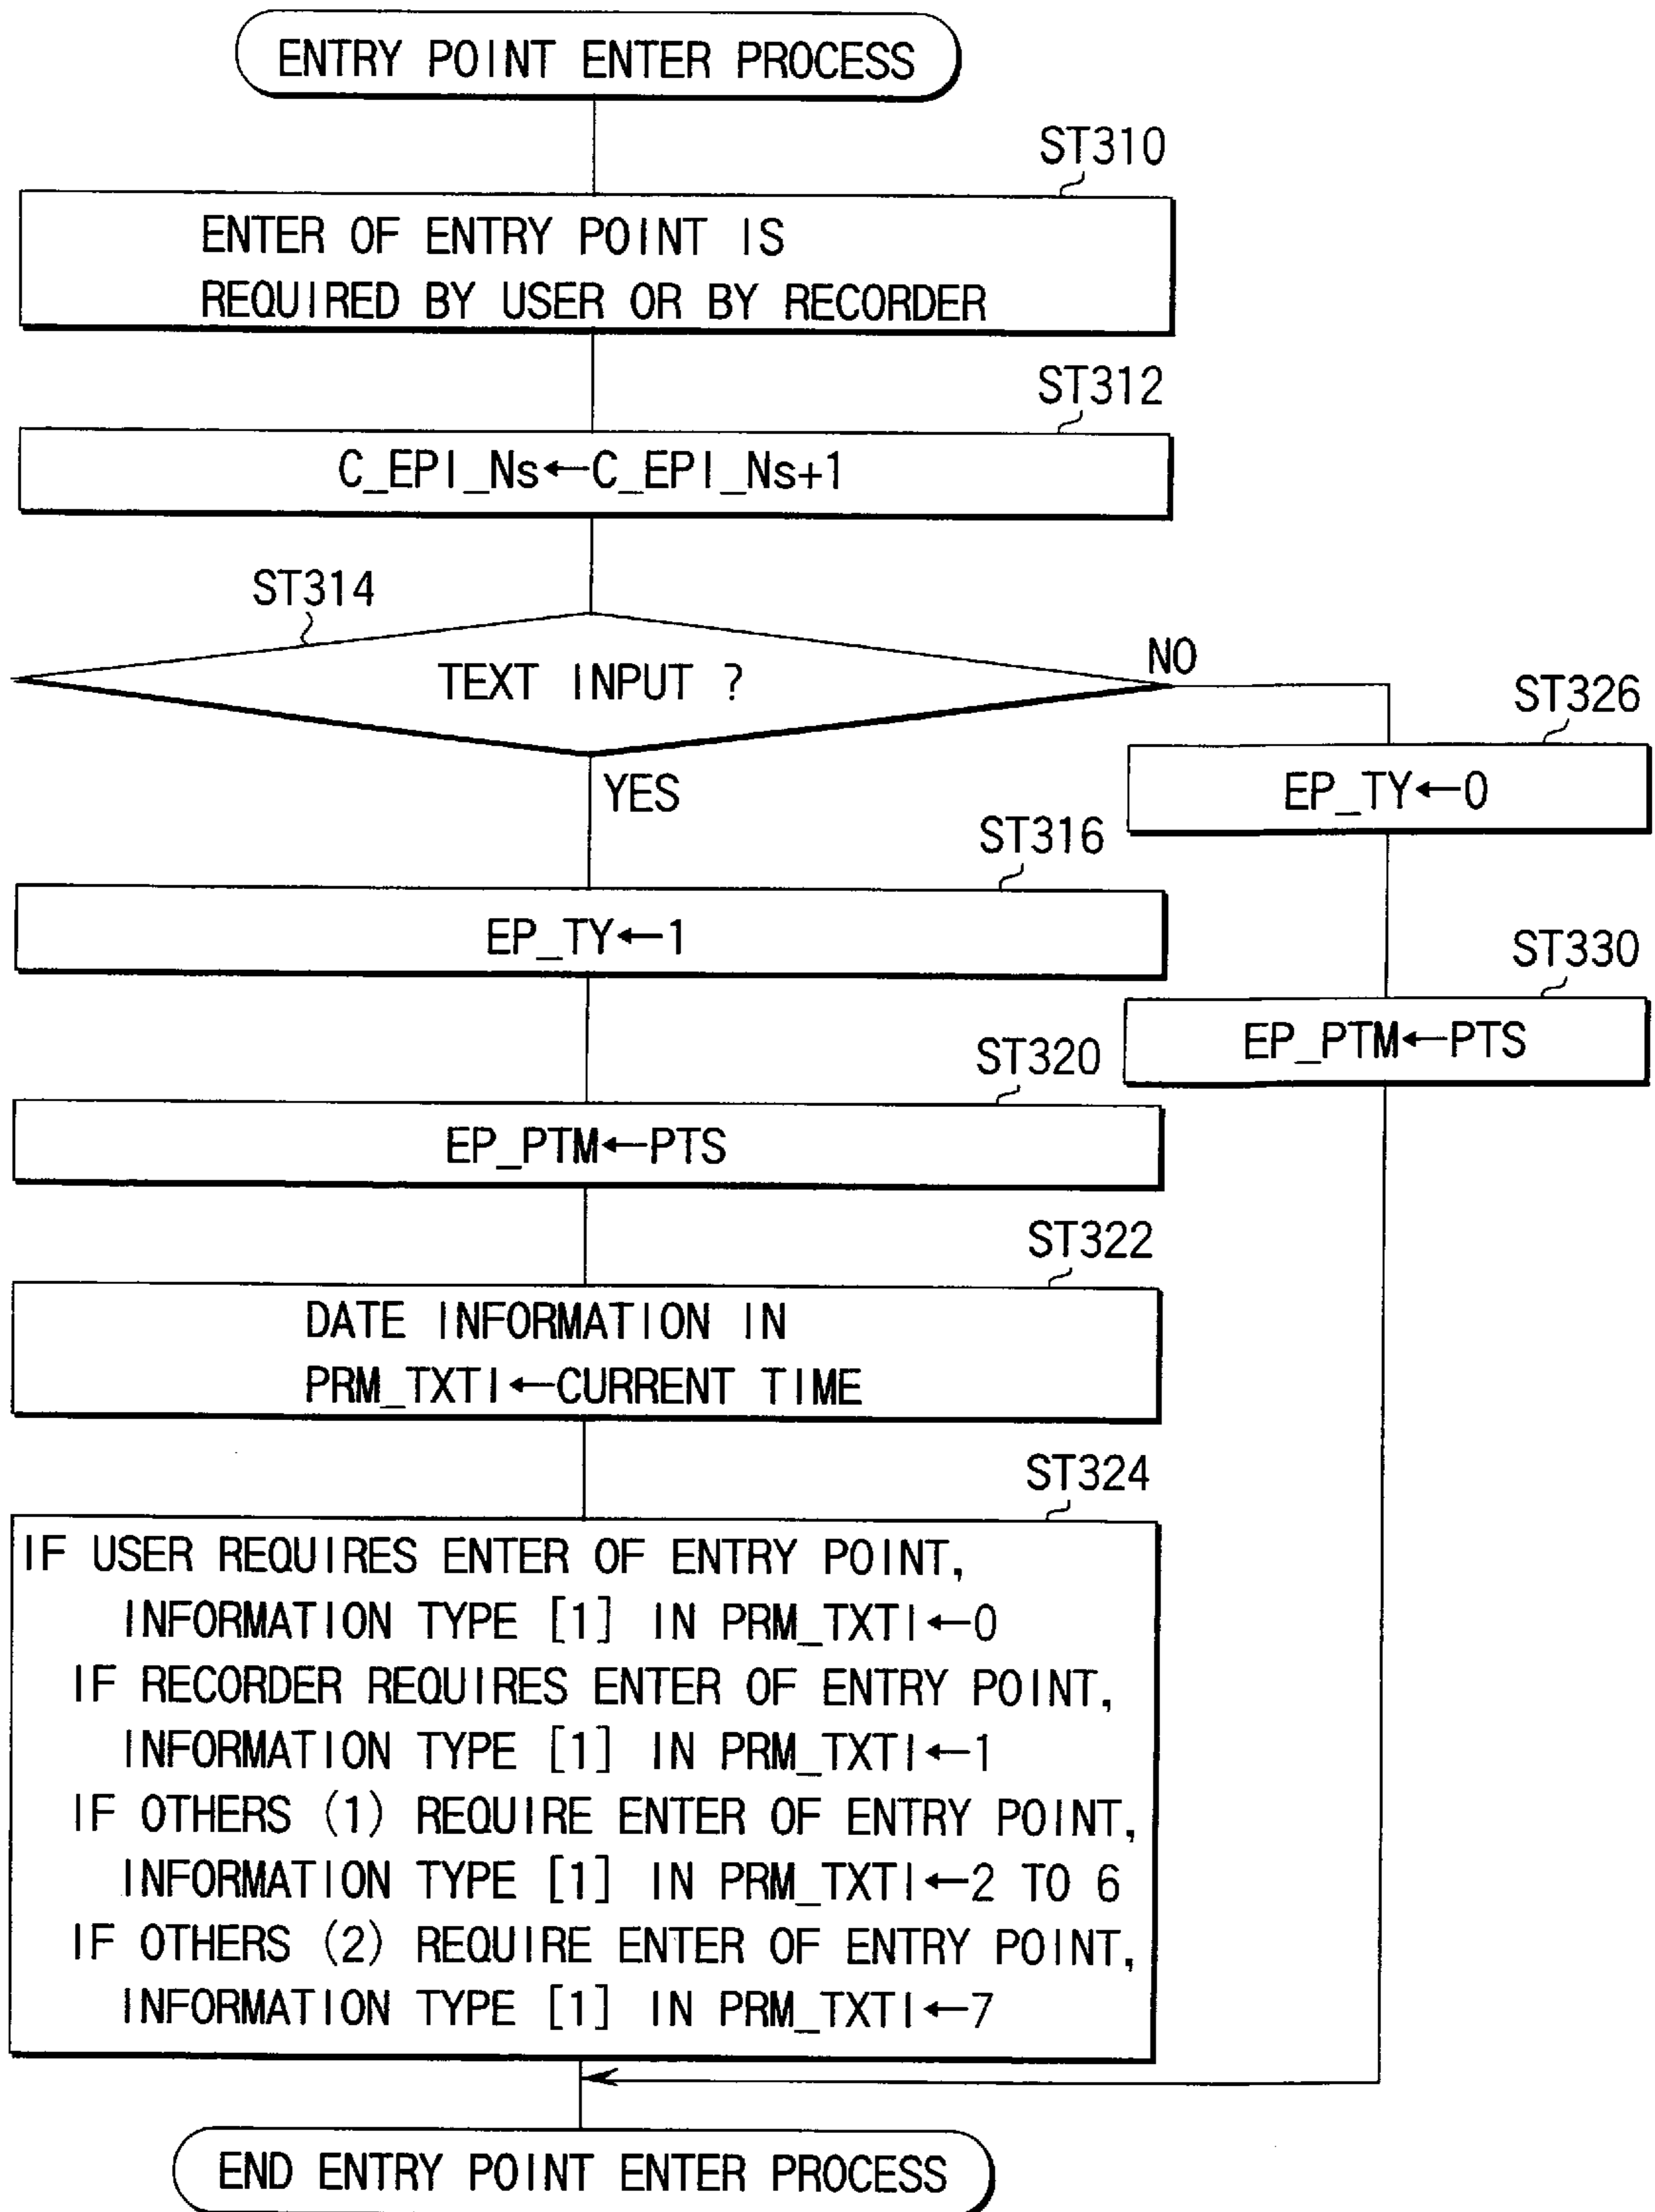 ENTRY POINT ENTER PROCESS
ST310
ENTER OF ENTRY POINT IS
REQUIRED BY USER OR BY RECORDER
ST312
C_EPI_Ns←C_EPI_Ns+1
ST314
TEXT INPUT ?
NO
YES
ST326
EP_TY←0
ST316
EP_TY←1
ST330
EP_PTM←PTS
ST320
EP_PTM←PTS
ST322
DATE INFORMATION IN
PRM_TXTI←CURRENT TIME
ST324
IF USER REQUIRES ENTER OF ENTRY POINT,
INFORMATION TYPE [1] IN PRM_TXTI←0
IF RECORDER REQUIRES ENTER OF ENTRY POINT,
INFORMATION TYPE [1] IN PRM_TXTI←1
IF OTHERS (1) REQUIRE ENTER OF ENTRY POINT,
INFORMATION TYPE [1] IN PRM_TXTI←2 TO 6
IF OTHERS (2) REQUIRE ENTER OF ENTRY POINT,
INFORMATION TYPE [1] IN PRM_TXTI←7
END ENTRY POINT ENTER PROCESS